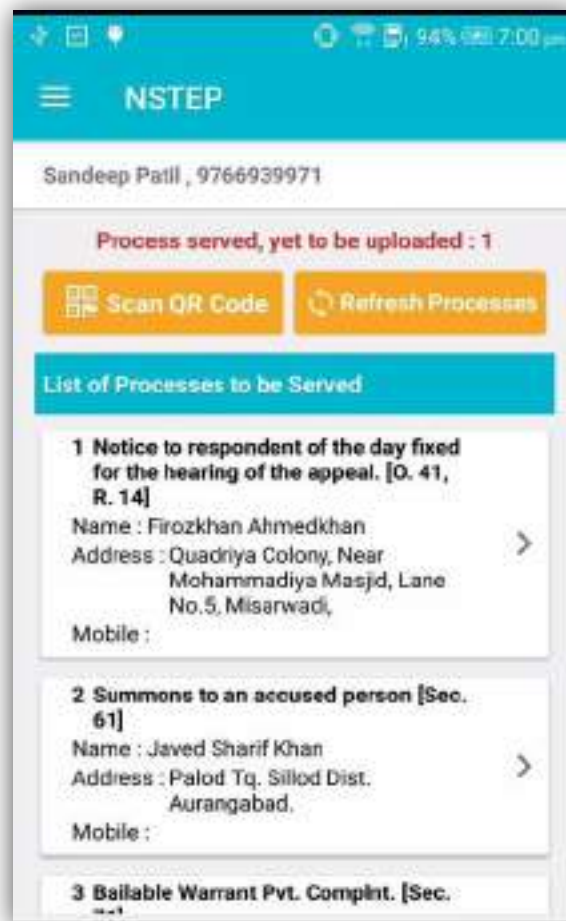 94% 7:00 pm
NSTEP
Sandeep Patil , 9766939971
Process served, yet to be uploaded : 1
Scan QR Code
Refresh Processes
List of Processes to be Served
1 Notice to respondent of the day fixed
for the hearing of the appeal. [O. 41,
R. 14]
Name : Firozkhan Ahmedkhan
Address : Quadriya Colony, Near
Mohammadiya Masjid, Lane
No.5, Misarwadi,
Mobile :
2 Summons to an accused person [Sec.
61]
Name : Javed Sharif Khan
Address : Palod Tq. Sillod Dist.
Aurangabad.
Mobile :
3 Bailable Warrant Pvt. Complnt. [Sec.